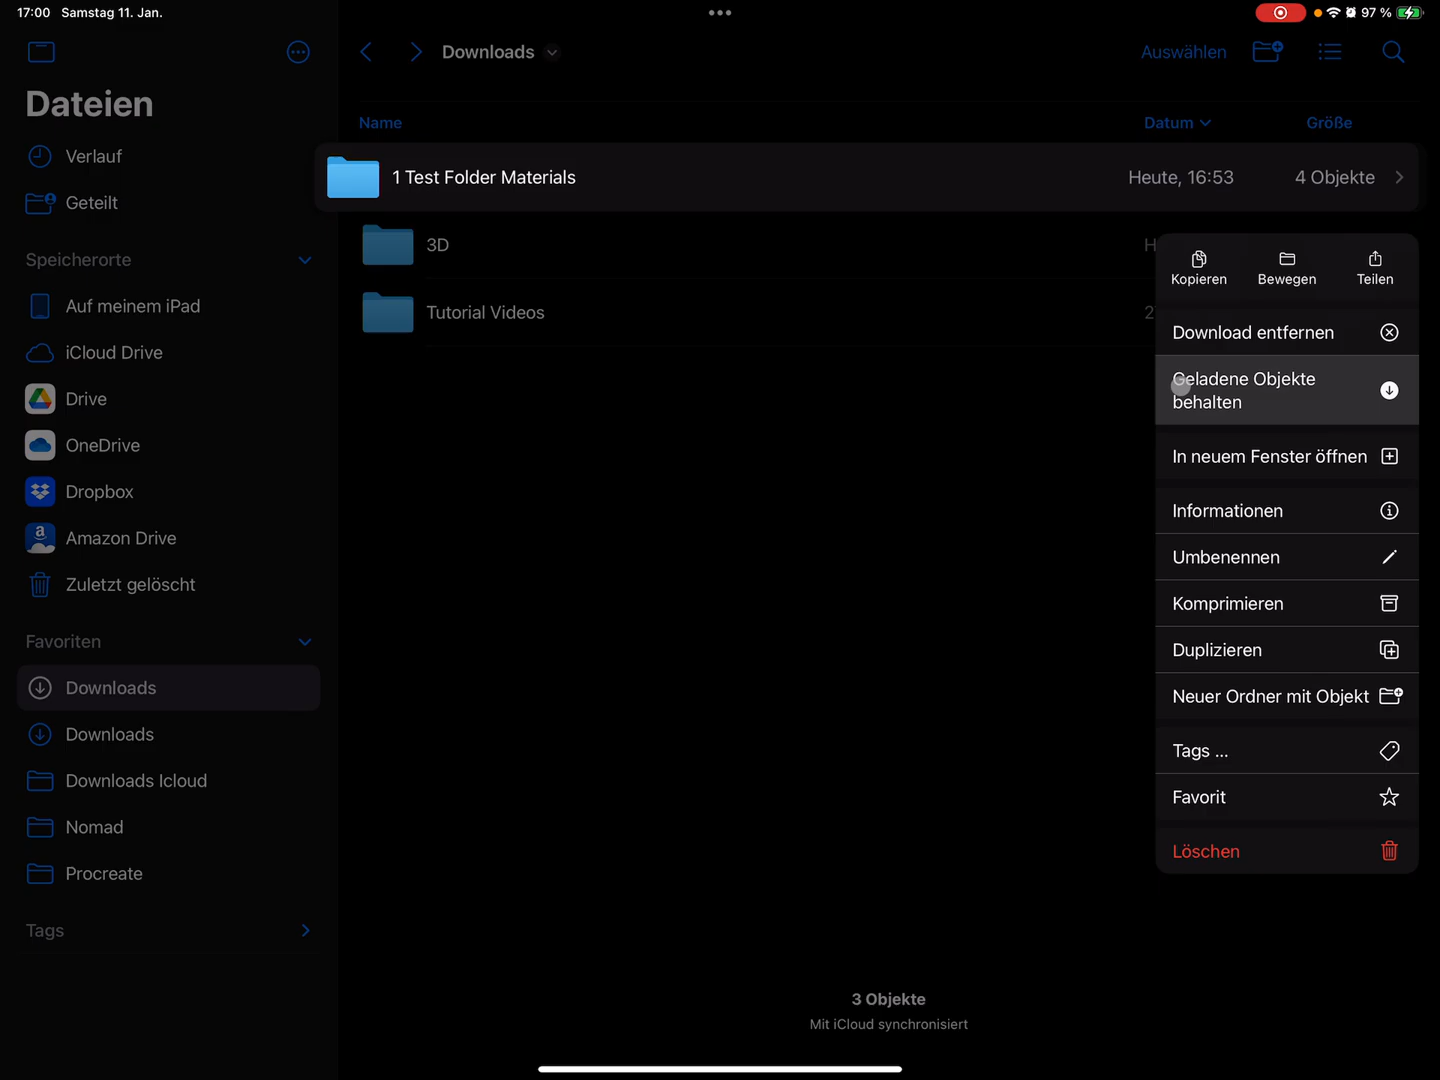 17:00 Samstag 11. Jan.
97 %
Dateien
Verlauf
Geteilt
Speicherorte
Auf meinem iPad
iCloud Drive
Drive
OneDrive
Dropbox
Amazon Drive
Zuletzt gelöscht
Favoriten
Downloads
Downloads
Downloads Icloud
Nomad
Procreate
Tags
Downloads
Auswählen
Name Datum Größe
1 Test Folder Materials Heute, 16:53 4 Objekte
3D H
Tutorial Videos 2
Kopieren Bewegen Teilen
Download entfernen
Geladene Objekte
behalten
In neuem Fenster öffnen
Informationen
Umbenennen
Komprimieren
Duplizieren
Neuer Ordner mit Objekt
Tags ...
Favorit
Löschen
3 Objekte
Mit iCloud synchronisiert